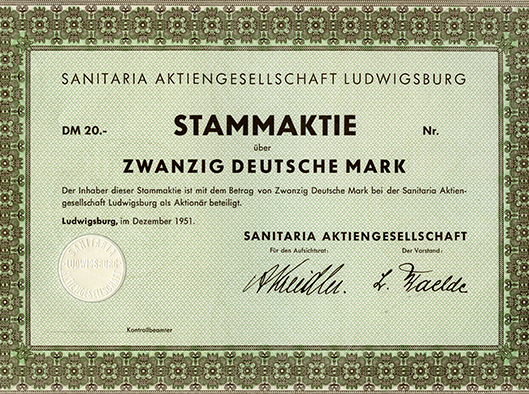 SANITARIA AKTIENGESELLSCHAFT LUDWIGSBURG
DM 20.- STAMMAKTIE Nr.
über
ZWANZIG DEUTSCHE MARK
Der Inhaber dieser Stammaktie ist mit dem Betrag von Zwanzig Deutsche Mark bei der Sanitaria Aktien-
gesellschaft Ludwigsburg als Aktionär beteiligt.
Ludwigsburg, im Dezember 1951.
SANITARIA AKTIENGESELLSCHAFT
Für den Aufsichtsrat: Der Vorstand:
SANITARIA
LUDWIGSBURG
Kontrollbeamter